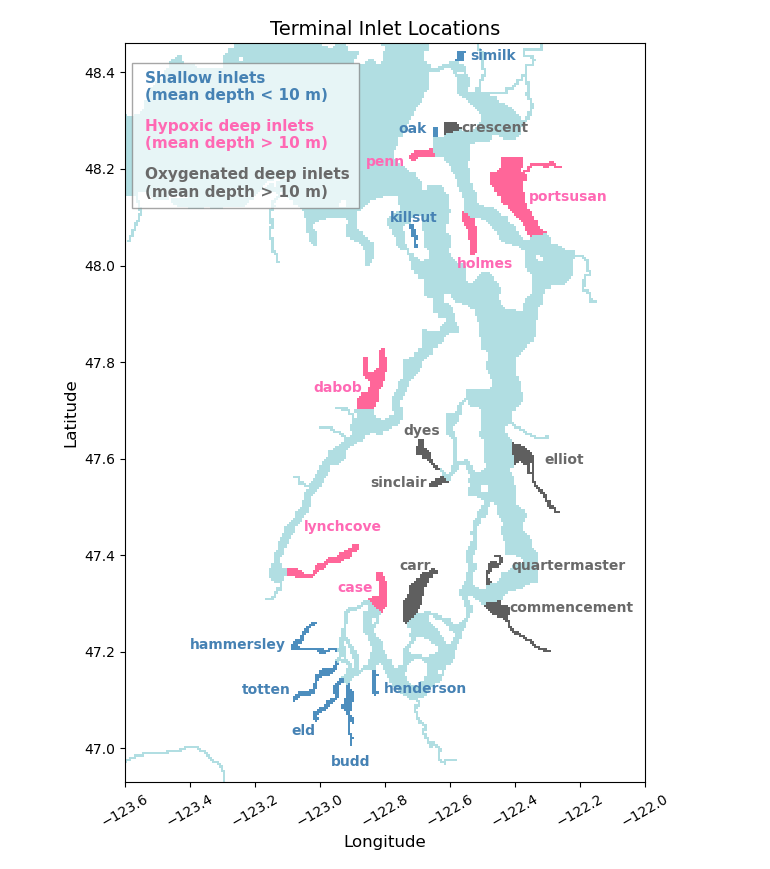 Terminal Inlet Locations
48.4
similk
Shallow inlets
(mean depth < 10 m)
Hypoxic deep inlets
(mean depth > 10 m)
Oxygenated deep inlets
(mean depth > 10 m)
oak
crescent
penn
48.2
portsusan
killsut
48.0
holmes
47.8
dabob
dyes
47.6
elliot
sinclair
lynchcove
47.4
carr
quartermaster
case
commencement
hammersley
47.2
totten
henderson
eld
budd
47.0
Latitude
−123.6
−123.4
−123.2
−123.0
−122.8
−122.6
−122.4
−122.2
−122.0
Longitude